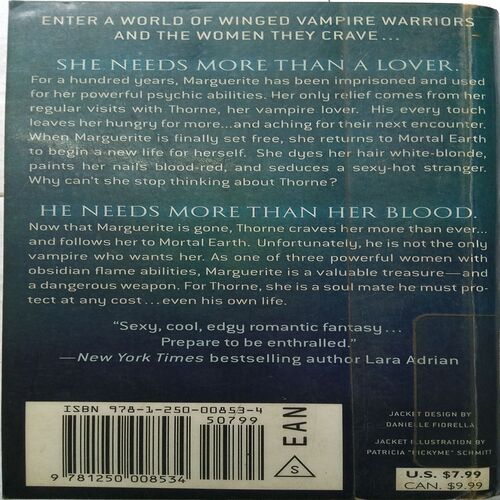 ENTER A WORLD OF WINGED VAMPIRE WARRIORS
AND THE WOMEN THEY CRAVE...
SHE NEEDS MORE THAN A LOVER.
For a hundred years, Marguerite has been imprisoned and used
for her powerful psychic abilities. Her only relief comes from her
regular visits with Thorne, her vampire lover. His every touch
leaves her hungry for more...and aching for their next encounter.
When Marguerite is finally set free, she returns to Mortal Earth
to begin a new life for herself. She dyes her hair white-blonde,
paints her nails blood-red, and seduces a sexy-hot stranger.
Why can't she stop thinking about Thorne?
HE NEEDS MORE THAN HER BLOOD.
Now that Marguerite is gone, Thorne craves her more than ever...
and follows her to Mortal Earth. Unfortunately, he is not the only
vampire who wants her. As one of three powerful women with
obsidian flame abilities, Marguerite is a valuable treasure—and
a dangerous weapon. For Thorne, she is a soul mate he must pro-
tect at any cost...even his own life.
"Sexy, cool, edgy romantic fantasy...
Prepare to be enthralled."
—New York Times bestselling author Lara Adrian
ISBN 978-1-250-00853-4
50799
9 781250 008534
EAN
S
JACKET DESIGN BY
DANIELLE FIORELLA
JACKET ILLUSTRATION BY
PATRICIA "PICKYME" SCHMITT
U.S. $7.99
CAN. $9.99